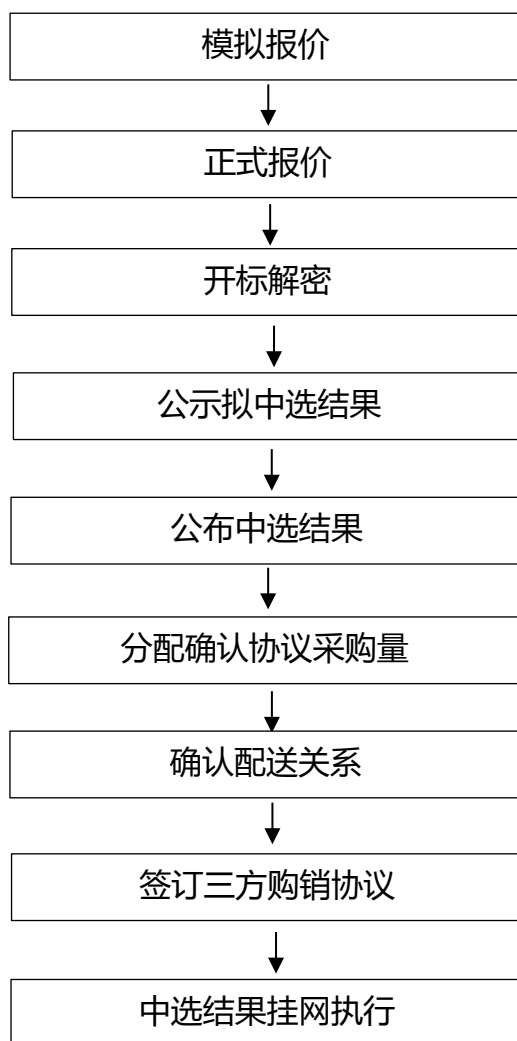 模拟报价
正式报价
开标解密
公示拟中选结果
公布中选结果
分配确认协议采购量
确认配送关系
签订三方购销协议
中选结果挂网执行